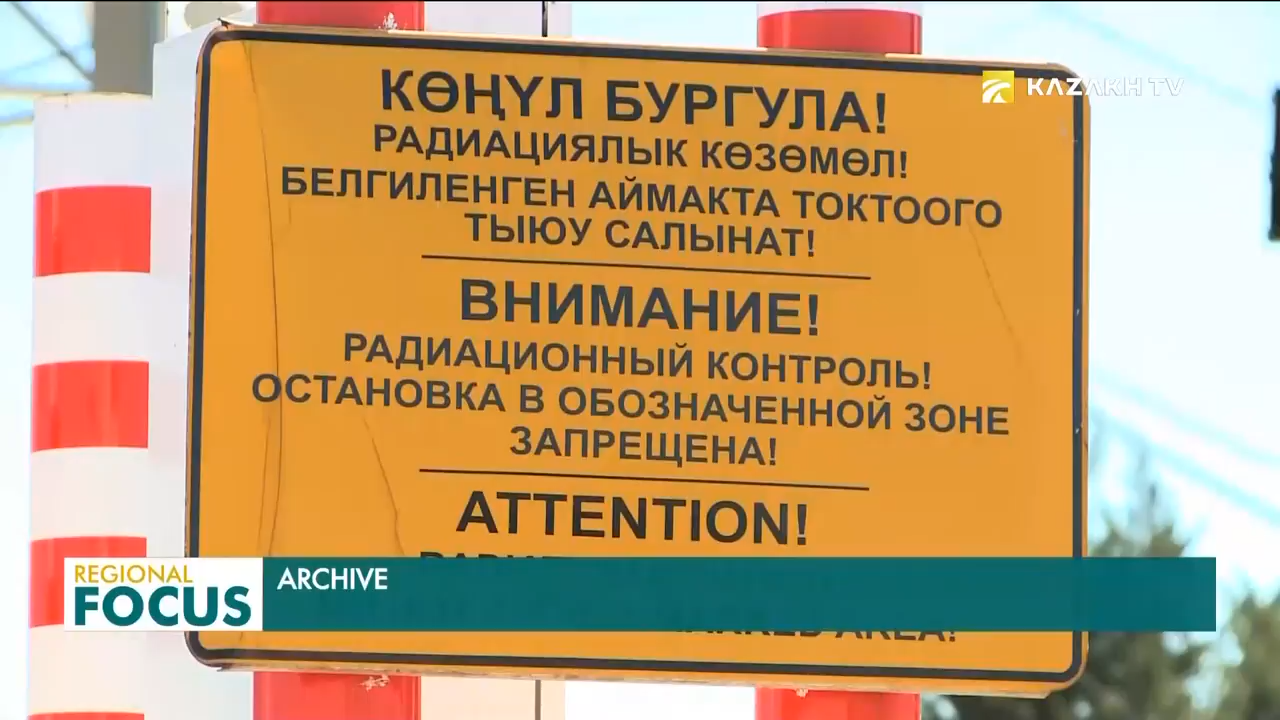 KAZAKH TV
КӨҢҮЛ БУРГУЛА!
РАДИАЦИЯЛЫК КӨЗӨМӨЛ!
БЕЛГИЛЕНГЕН АЙМАКТА ТОКТООГО
ТЫЮУ САЛЫНАТ!
ВНИМАНИЕ!
РАДИАЦИОННЫЙ КОНТРОЛЬ!
ОСТАНОВКА В ОБОЗНАЧЕННОЙ ЗОНЕ
ЗАПРЕЩЕНА!
ATTENTION!
AREA!
REGIONAL
FOCUS
ARCHIVE